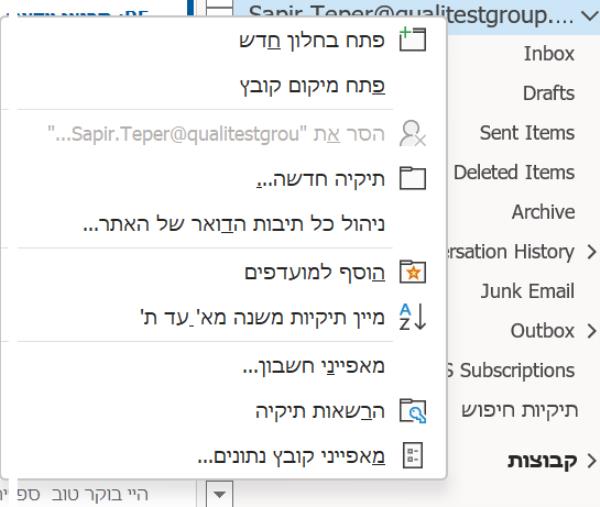 Sapir.Teper@qualitestgroup....
פתח בחלון חדש
פתח מיקום קובץ
הסר את "Sapir.Teper@qualitestgrou..."
תיקיה חדשה...
ניהול כל תיבות הדואר של האתר...
הוסף למועדפים
מיין תיקיות משנה מא' עד ת'
מאפייני חשבון...
הרשאות תיקיה
מאפייני קובץ נתונים...
Inbox
Drafts
Sent Items
Deleted Items
Archive
rsation History
Junk Email
Outbox
S Subscriptions
תיקיות חיפוש
קבוצות
היי בוקר טוב